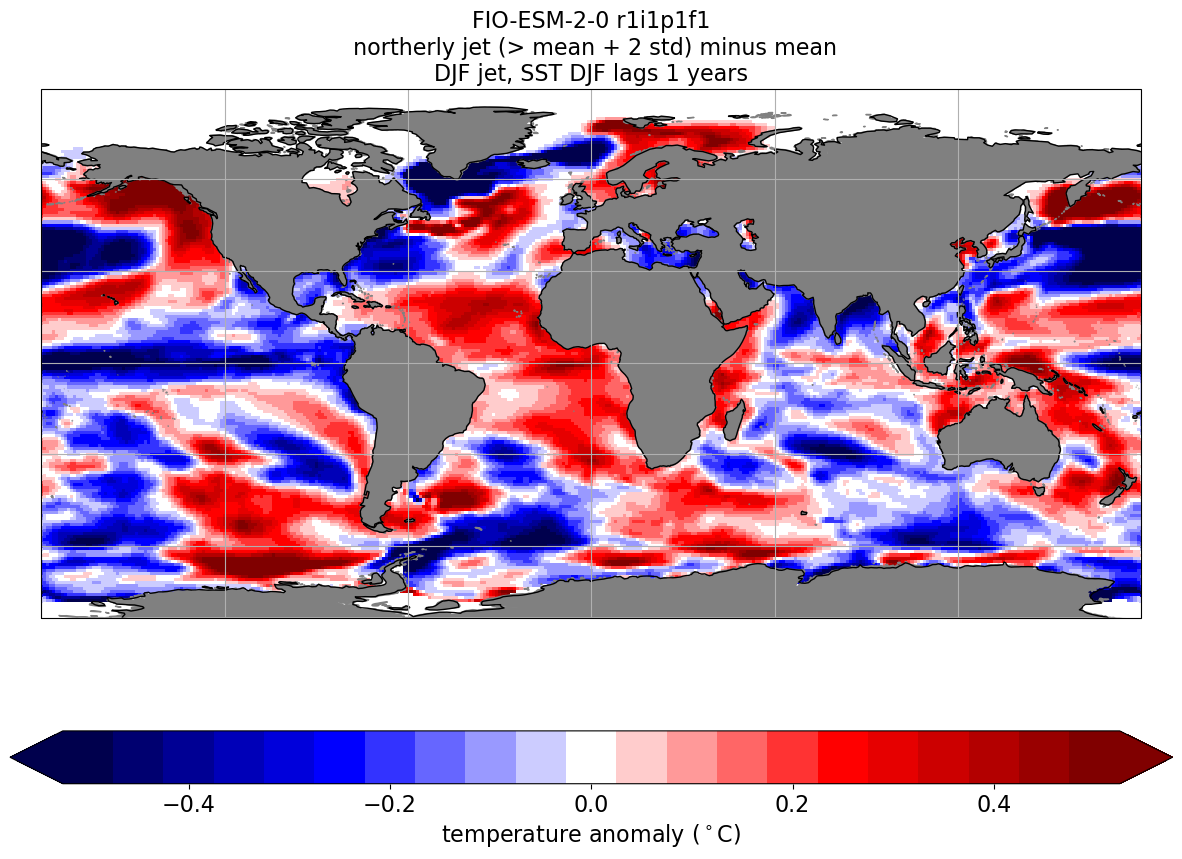 FIO-ESM-2-0 r1i1p1f1
northerly jet (> mean + 2 std) minus mean
DJF jet, SST DJF lags 1 years
−0.4 −0.2 0.0 0.2 0.4
temperature anomaly (°C)